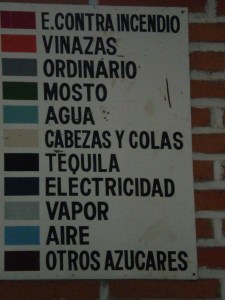 E. CONTRA INCENDIO
VINAZAS
ORDINARIO
MOSTO
AGUA
CABEZAS Y COLAS
TEQUILA
ELECTRICIDAD
VAPOR
AIRE
OTROS AZUCARES